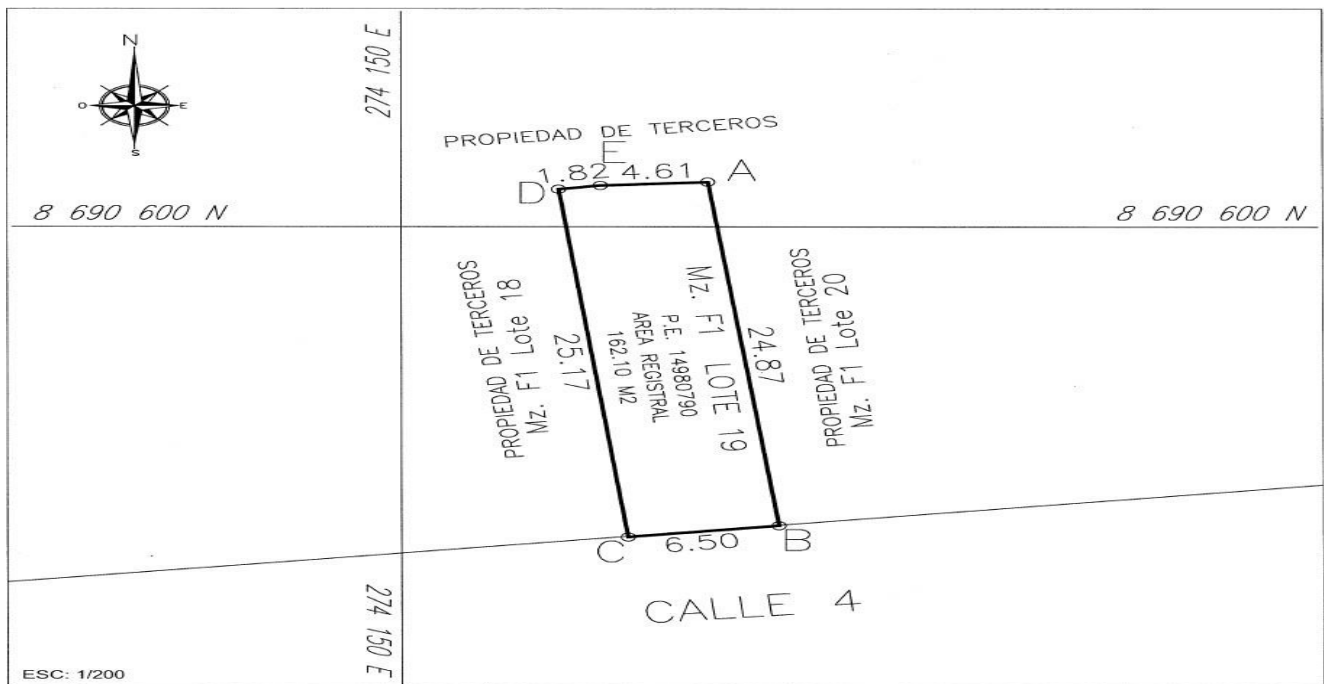 N
O
E
S
274 150 E
PROPIEDAD DE TERCEROS
E
1.82
4.61
D
A
8 690 600 N
8 690 600 N
PROPIEDAD DE TERCEROS
Mz. F1 Lote 18
25.17
Mz. F1 LOTE 19
P.E. 14980790
AREA REGISTRAL
162.10 M2
24.87
PROPIEDAD DE TERCEROS
Mz. F1 Lote 20
C
6.50
B
CALLE 4
274 150 E
ESC: 1/200